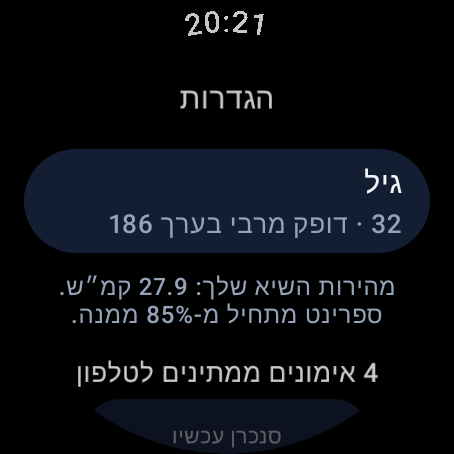 20:21
הגדרות
גיל
32 · דופק מרבי בערך 186
מהירות השיא שלך: 27.9 קמ״ש.
ספרינט מתחיל מ-85% ממנה.
4 אימונים ממתינים לטלפון
סנכרן עכשיו